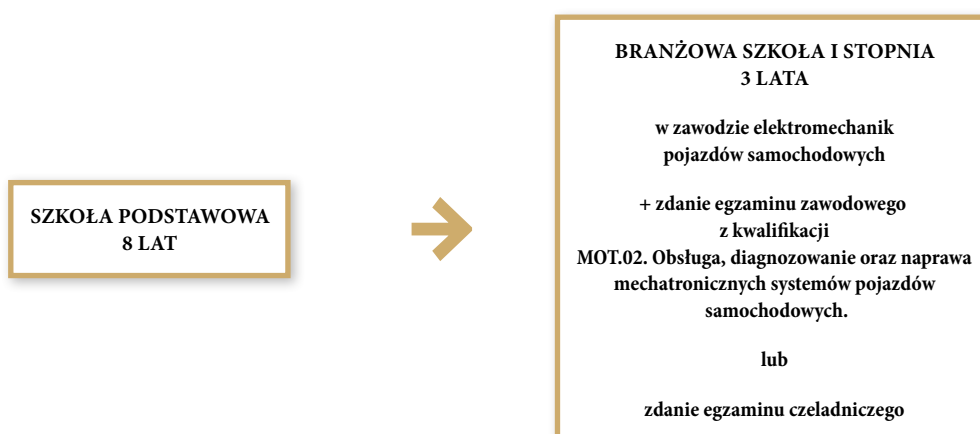 SZKOŁA PODSTAWOWA
8 LAT
BRANŻOWA SZKOŁA I STOPNIA
3 LATA
w zawodzie elektromechanik
pojazdów samochodowych
+ zdanie egzaminu zawodowego
z kwalifikacji
MOT.02. Obsługa, diagnozowanie oraz naprawa
mechatronicznych systemów pojazdów
samochodowych.
lub
zdanie egzaminu czeladniczego